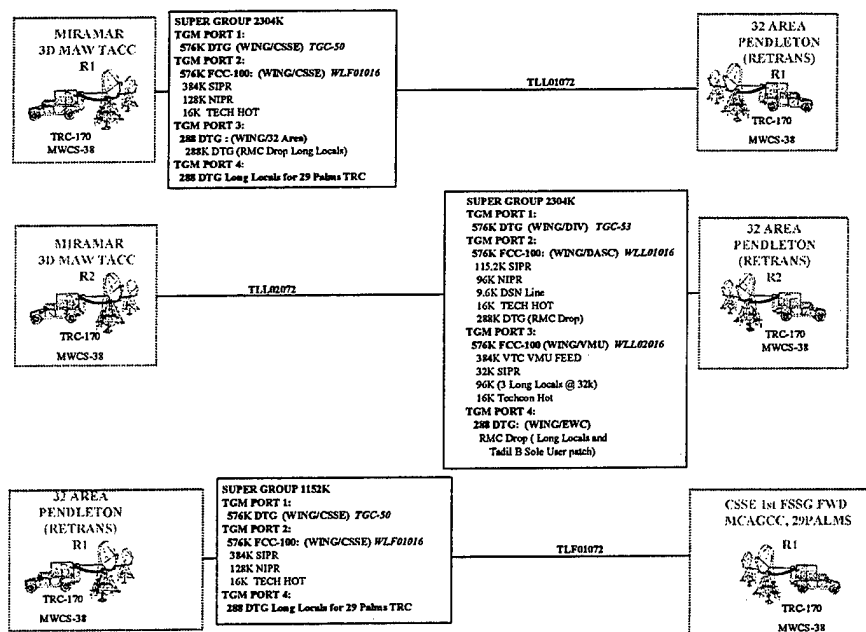 MIRAMAR
3D MAW TACC
R1
TRC-170
MWCS-38
SUPER GROUP 2304K
TGM PORT 1:
576K DTG (WING/CSSE) TGC-50
TGM PORT 2:
576K FCC-100: (WING/CSSE) WLF01016
384K SIPR
128K NIPR
16K TECH HOT
TGM PORT 3:
288 DTG : (WING/32 Area)
288K DTG (RMC Drop Long Locals)
TGM PORT 4:
288 DTG Long Locals for 29 Palms TRC
TLL01072
32 AREA
PENDLETON
(RETRANS)
R1
TRC-170
MWCS-38
MIRAMAR
3D MAW TACC
R2
TRC-170
MWCS-38
TLL02072
SUPER GROUP 2304K
TGM PORT 1:
576K DTG (WING/DIV) TGC-53
TGM PORT 2:
576K FCC-100: (WING/DASC) WLL01016
115.2K SIPR
96K NIPR
9.6K DSN Line
16K TECH HOT
288K DTG (RMC Drop)
TGM PORT 3:
576K FCC-100 (WING/VMU) WLL02016
384K VTC VMU FEED
32K SIPR
96K (3 Long Locals @ 32k)
16K Techcon Hot
TGM PORT 4:
288 DTG: (WING/EWC)
RMC Drop ( Long Locals and
Tadil B Sole User patch)
32 AREA
PENDLETON
(RETRANS)
R2
TRC-170
MWCS-38
32 AREA
PENDLETON
(RETRANS)
R1
TRC-170
MWCS-38
SUPER GROUP 1152K
TGM PORT 1:
576K DTG (WING/CSSE) TGC-50
TGM PORT 2:
576K FCC-100: (WING/CSSE) WLF01016
384K SIPR
128K NIPR
16K TECH HOT
TGM PORT 4:
288 DTG Long Locals for 29 Palms TRC
TLF01072
CSSE 1st FSSG FWD
MCAGCC, 29PALMS
R1
TRC-170
MWCS-38